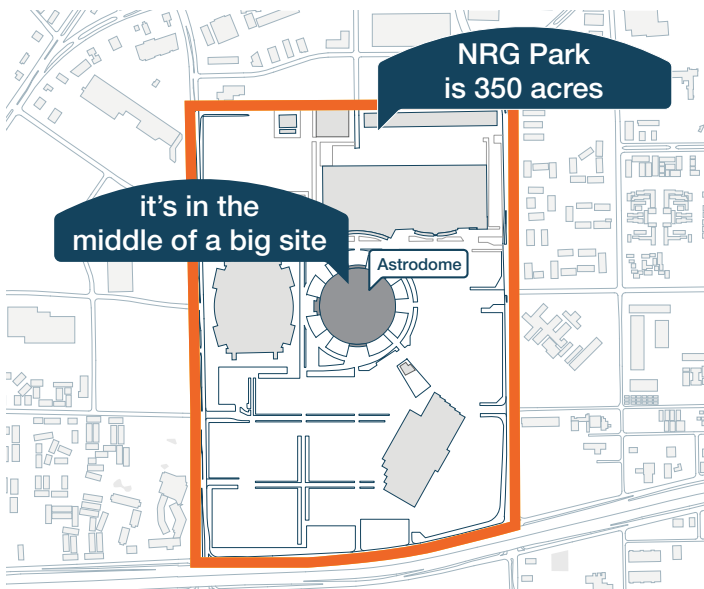 NRG Park
is 350 acres
it's in the
middle of a big site
Astrodome